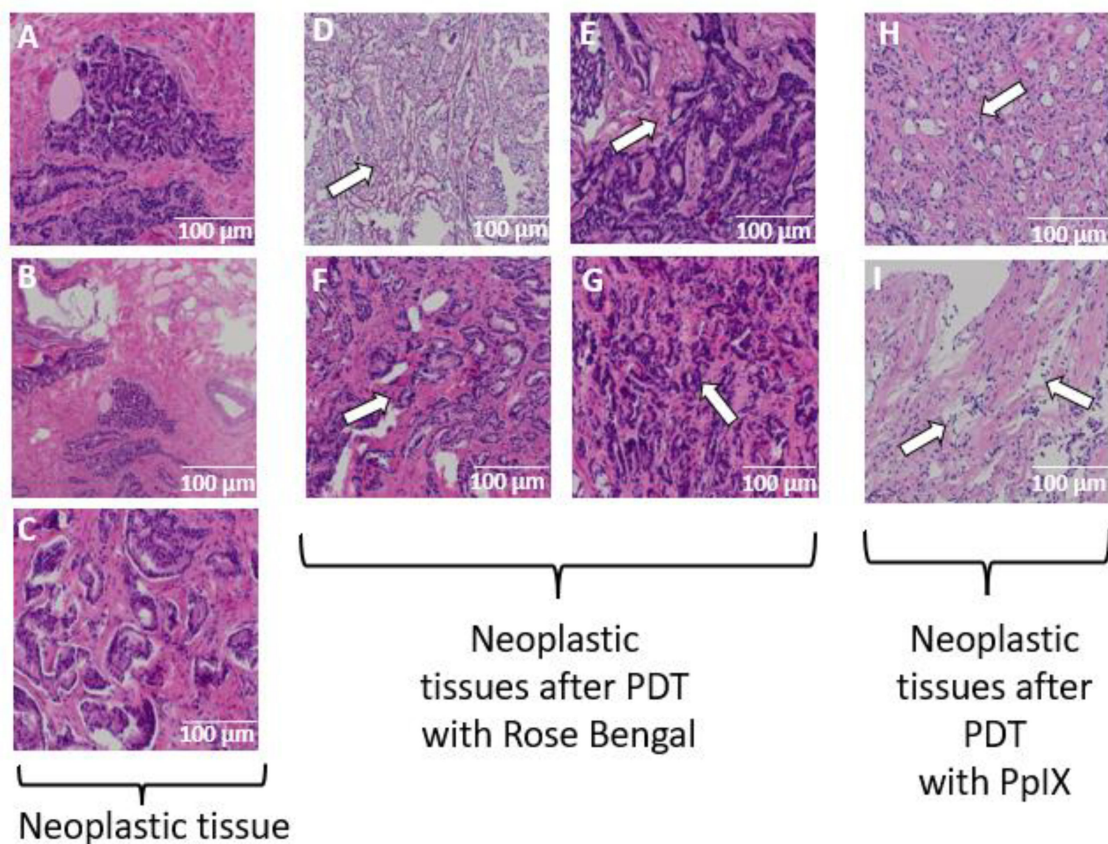 A
D
E
H
100 μm
100 μm
100 μm
100 μm
B
F
G
I
100 μm
100 μm
100 μm
100 μm
C
100 μm
Neoplastic tissue
Neoplastic
tissues after PDT
with Rose Bengal
Neoplastic
tissues after
PDT
with PpIX